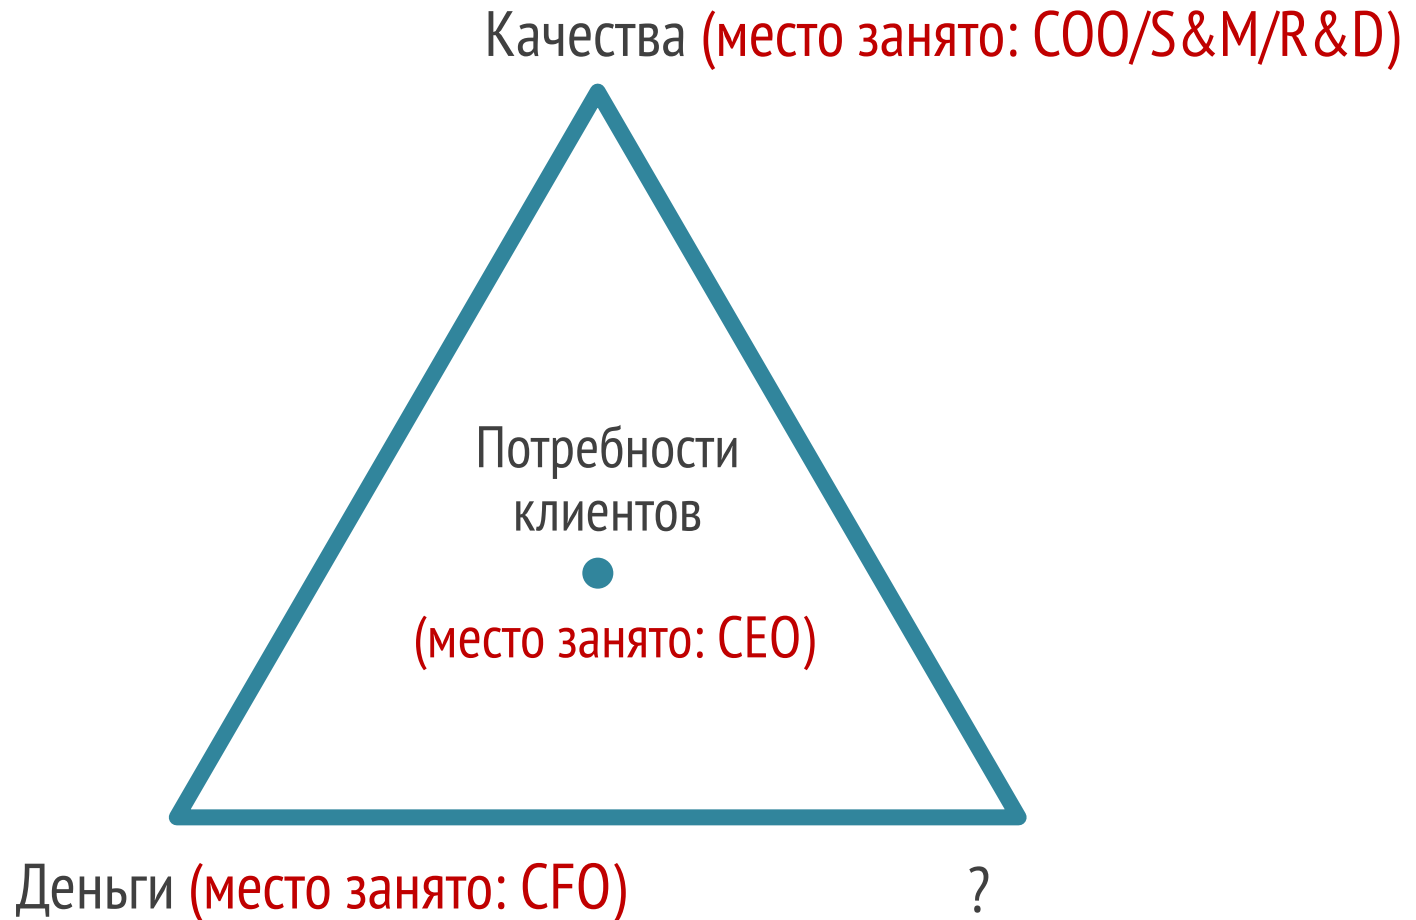 Качества (место занято: COO/S&M/R&D)
Потребности
клиентов
(место занято: CEO)
Деньги (место занято: CFO)
?